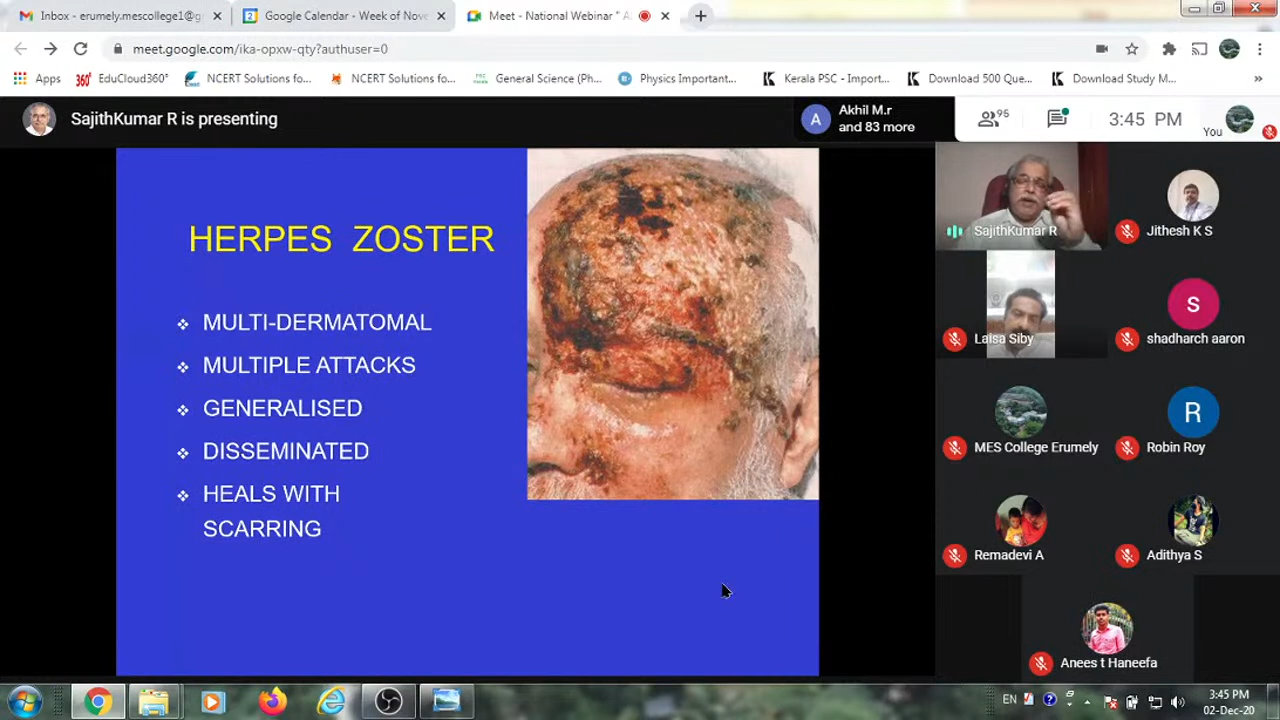 Inbox - erumely.mescollege1@g
Google Calendar - Week of Nove
Meet - National Webinar "
meet.google.com/ika-opxw-qty?authuser=0
Apps
360°
EduCloud360°
NCERT Solutions fo...
NCERT Solutions fo...
General Science (Ph...
Physics Important...
Kerala PSC - Import...
Download 500 Que...
Download Study M...
»
SajithKumar R is presenting
A
Akhil M.r
and 83 more
95
3:45 PM
You
HERPES ZOSTER
MULTI-DERMATOMAL
MULTIPLE ATTACKS
GENERALISED
DISSEMINATED
HEALS WITH
SCARRING
SajithKumar R
Jithesh K S
Laisa Siby
S
shadharch aaron
MES College Erumely
R
Robin Roy
Remadevi A
Adithya S
Anees t Haneefa
EN
3:45 PM
02-Dec-20